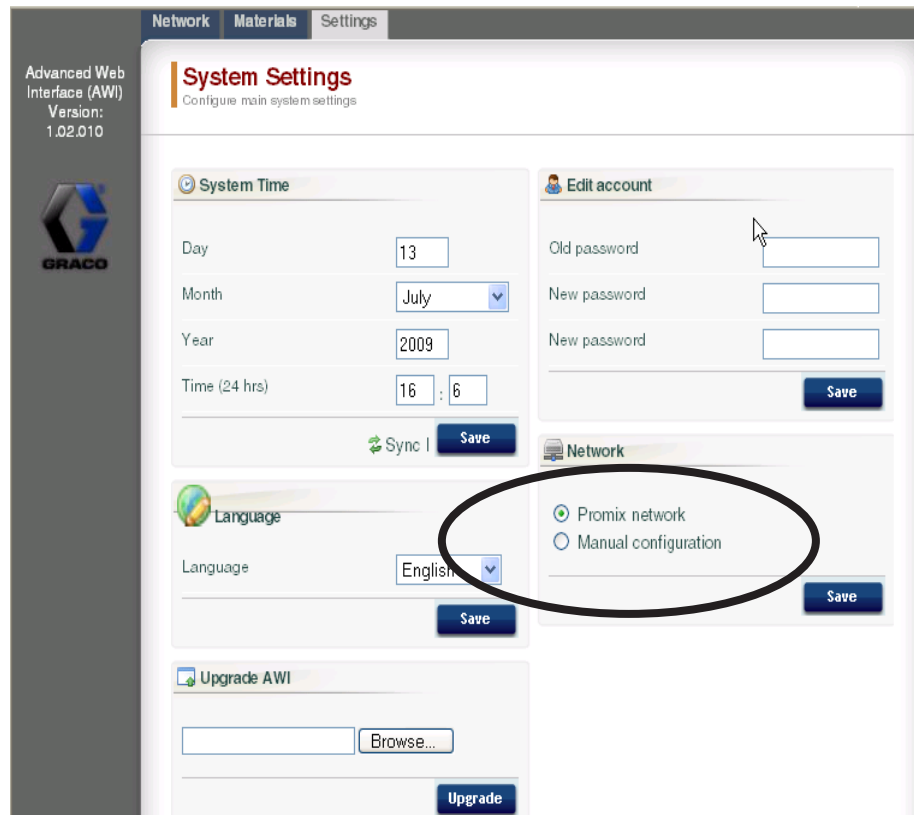 Network Materials Settings
Advanced Web
Interface (AWI)
Version:
1.02.010
GRACO
System Settings
Configure main system settings
System Time
Day 13
Month July
Year 2009
Time (24 hrs) 16 : 6
Sync | Save
Language
Language English
Save
Upgrade AWI
Browse...
Upgrade
Edit account
Old password
New password
New password
Save
Network
Promix network
Manual configuration
Save